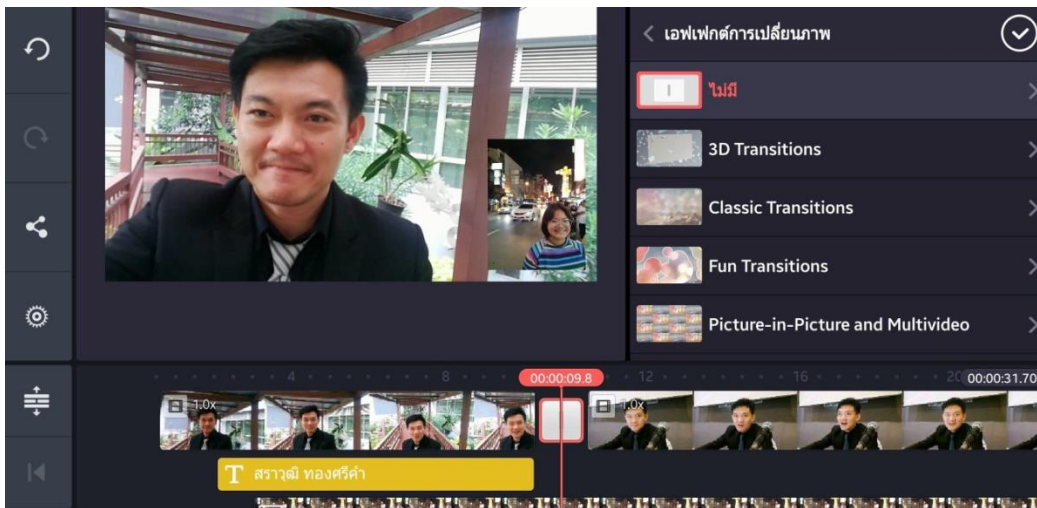 เอฟเฟกต์การเปลี่ยนภาพ
ไม่มี
3D Transitions
Classic Transitions
Fun Transitions
Picture-in-Picture and Multivideo
4
8
00:00:09.8
12
16
20
00:00:31.70
1.0x
1.0x
T สราวุฒิ ทองศรีคำ